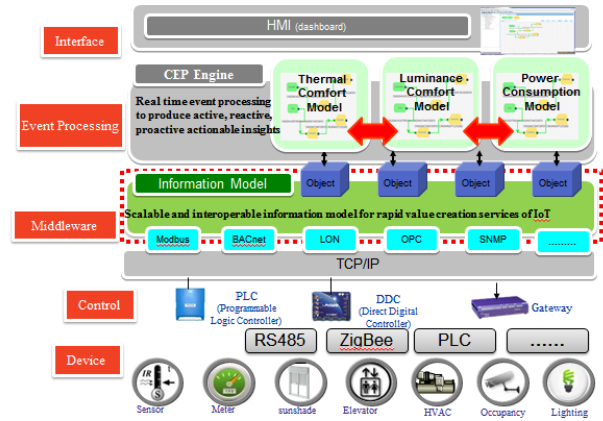 HMI (dashboard)
Interface
CEP Engine
Real time event processing
to produce active, reactive,
proactive actionable insights
Thermal
Comfort
Model
Luminance
Comfort
Model
Power
Consumption
Model
Event Processing
Information Model
Object
Object
Object
Object
Scalable and interoperable information model for rapid value creation services of IoT
Middleware
Modbus
BACnet
LON
OPC
SNMP
.........
TCP/IP
Control
PLC
(Programmable
Logic Controller)
DDC
(Direct Digital
Controller)
Gateway
RS485
ZigBee
PLC
......
Device
IR
t
S
Sensor
Meter
sunshade
Elevator
HVAC
Occupancy
Lighting